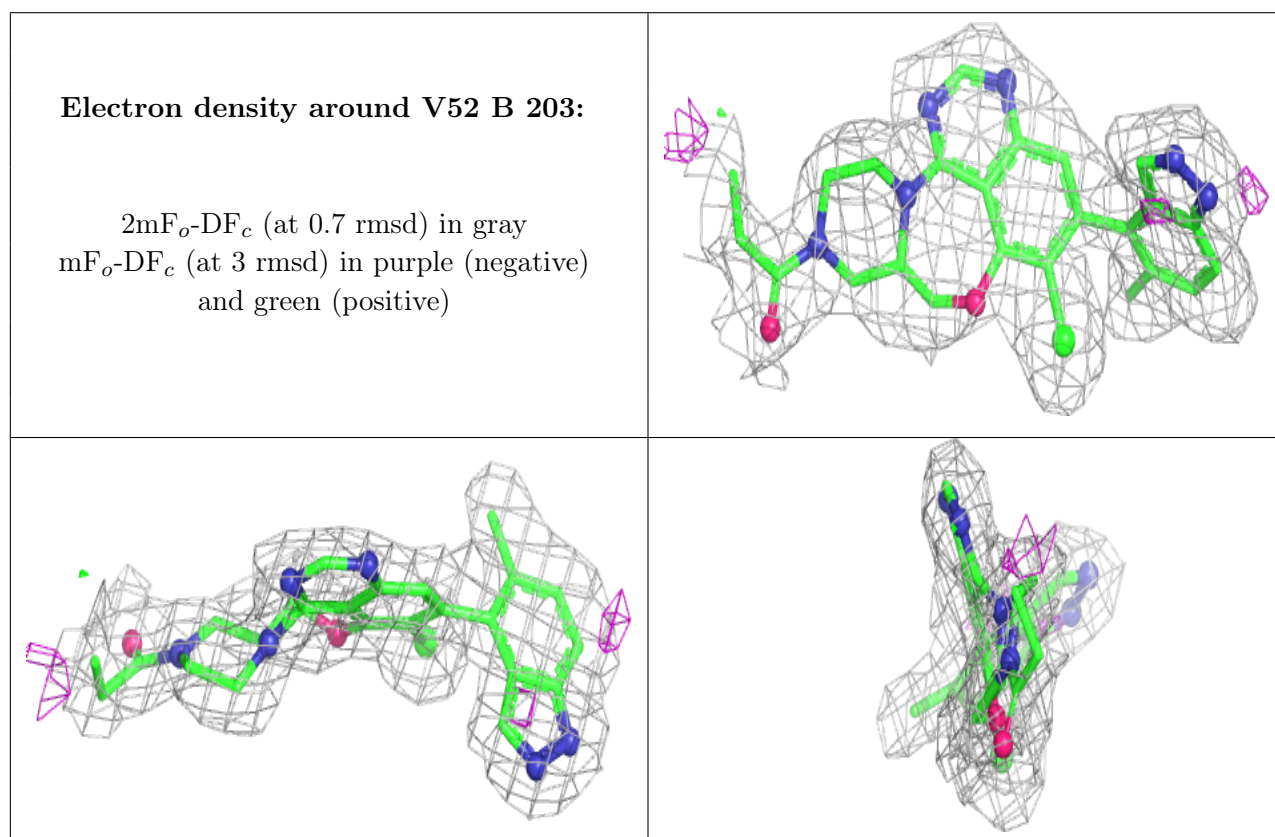 Electron density around V52 B 203:
2mFo-DFc (at 0.7 rmsd) in gray
mFo-DFc (at 3 rmsd) in purple (negative)
and green (positive)